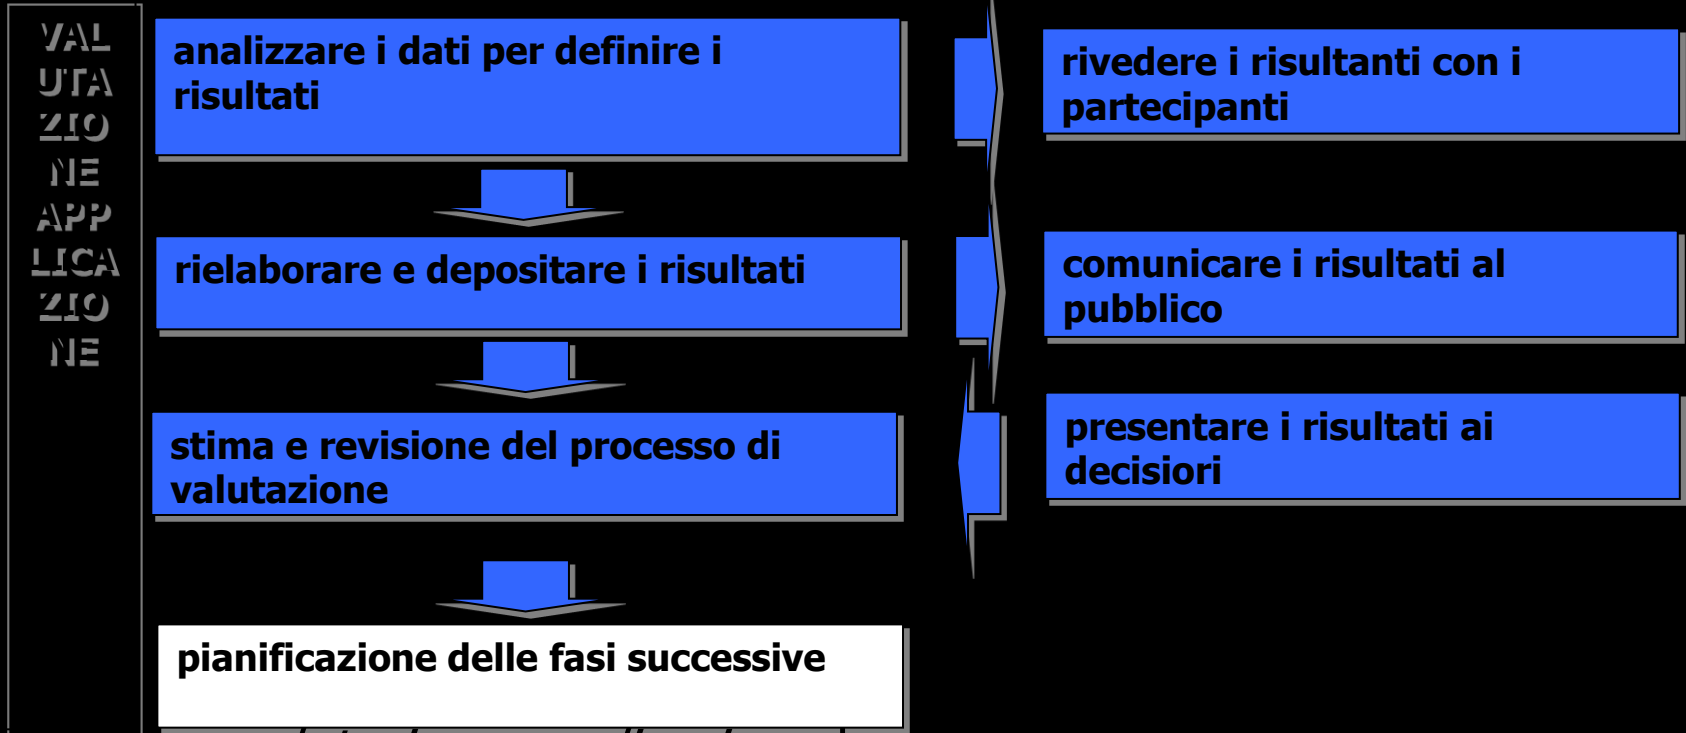 VAL
UTA
ZIO
NE
APP
LICA
ZIO
NE
analizzare i dati per definire i
risultati
rivedere i risultanti con i
partecipanti
rielaborare e depositare i risultati
comunicare i risultati al
pubblico
stima e revisione del processo di
valutazione
presentare i risultati ai
decisiori
pianificazione delle fasi successive